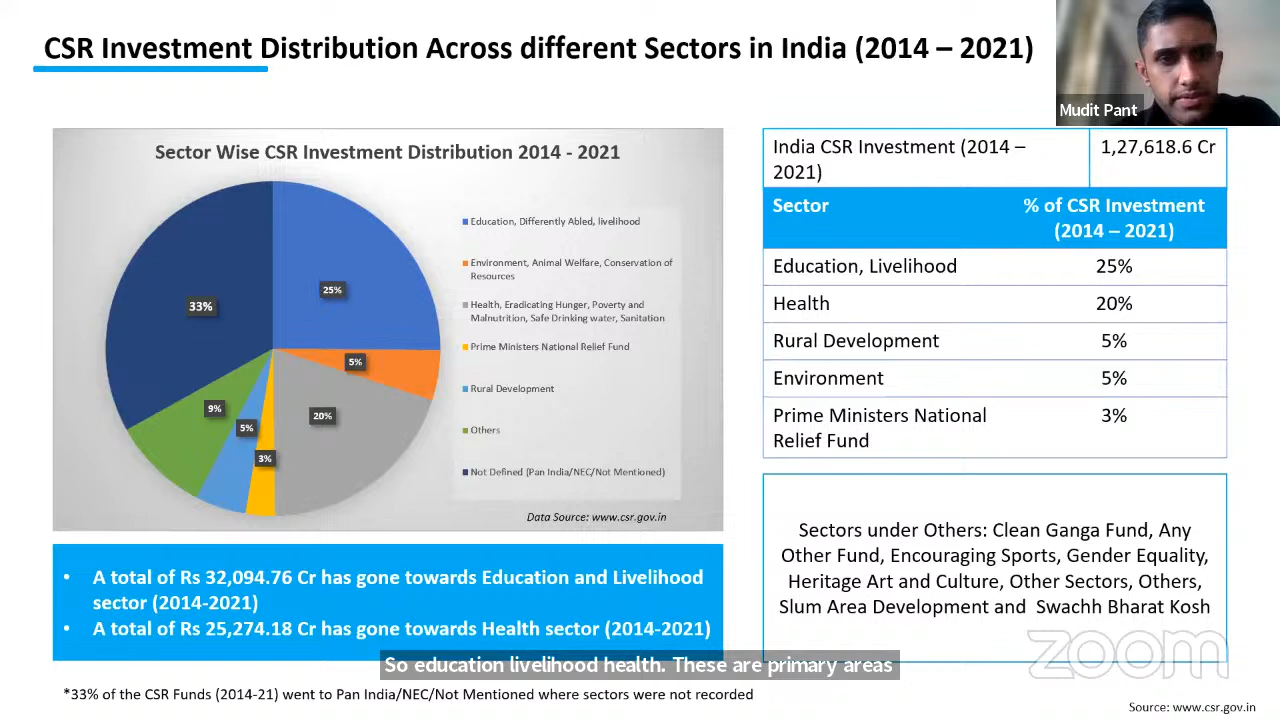 CSR Investment Distribution Across different Sectors in India (2014 – 2021)
Mudit Pant
Sector Wise CSR Investment Distribution 2014 - 2021
25%
5%
20%
3%
5%
9%
33%
Education, Differently Abled, livelihood
Environment, Animal Welfare, Conservation of
Resources
Health, Eradicating Hunger, Poverty and
Malnutrition, Safe Drinking water, Sanitation
Prime Ministers National Relief Fund
Rural Development
Others
Not Defined (Pan India/NEC/Not Mentioned)
Data Source: www.csr.gov.in
India CSR Investment (2014 – 1,27,618.6 Cr
2021)
Sector % of CSR Investment
(2014 – 2021)
Education, Livelihood 25%
Health 20%
Rural Development 5%
Environment 5%
Prime Ministers National 3%
Relief Fund
• A total of Rs 32,094.76 Cr has gone towards Education and Livelihood
sector (2014-2021)
• A total of Rs 25,274.18 Cr has gone towards Health sector (2014-2021)
Sectors under Others: Clean Ganga Fund, Any
Other Fund, Encouraging Sports, Gender Equality,
Heritage Art and Culture, Other Sectors, Others,
Slum Area Development and Swachh Bharat Kosh
zoom
So education livelihood health. These are primary areas
*33% of the CSR Funds (2014-21) went to Pan India/NEC/Not Mentioned where sectors were not recorded
Source: www.csr.gov.in